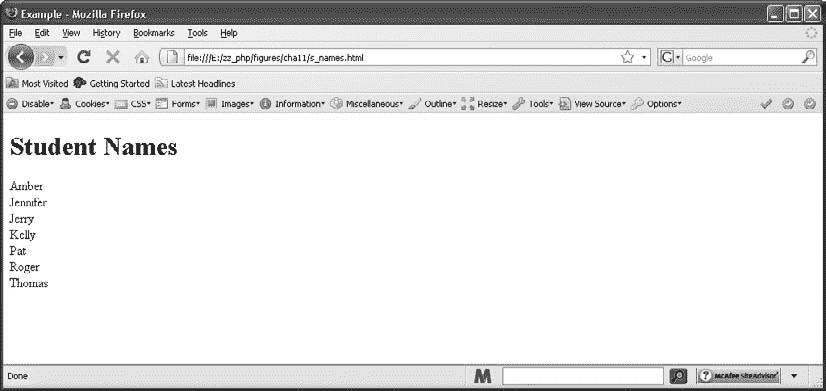 Example - Mozilla Firefox
File Edit View History Bookmarks Tools Help
file:///E:/zz_php/figures/cha11/s_names.html
G Google
Most Visited Getting Started Latest Headlines
Disable Cookies CSS Forms Images Information Miscellaneous Outline Resize Tools View Source Options
Student Names
Amber
Jennifer
Jerry
Kelly
Pat
Roger
Thomas
Done M McAfee SiteAdvisor